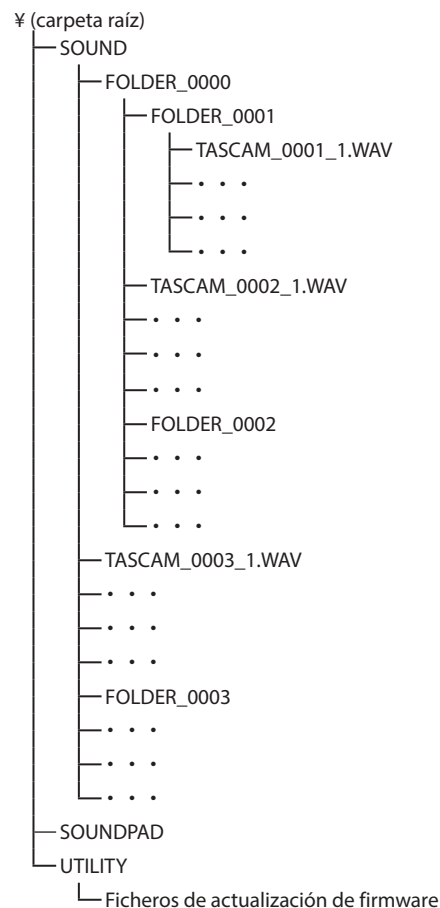 ¥ (carpeta raíz)
SOUND
FOLDER_0000
FOLDER_0001
TASCAM_0001_1.WAV
• • •
• • •
• • •
TASCAM_0002_1.WAV
• • •
• • •
• • •
FOLDER_0002
• • •
• • •
• • •
TASCAM_0003_1.WAV
• • •
• • •
• • •
FOLDER_0003
• • •
• • •
• • •
SOUNDPAD
UTILITY
Ficheros de actualización de firmware